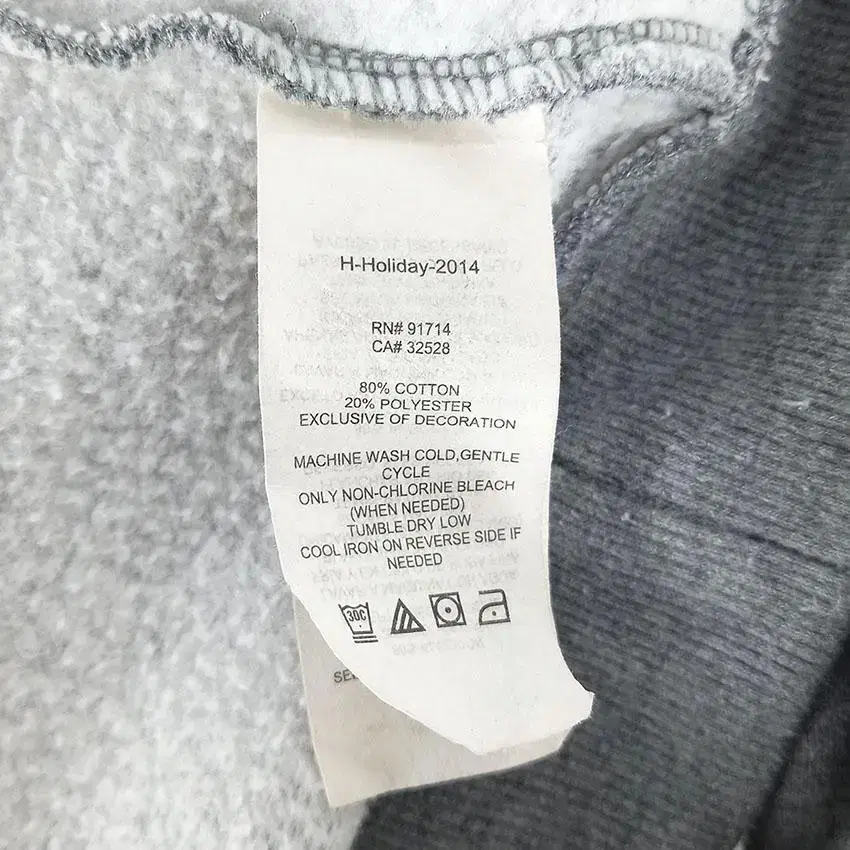 H-Holiday-2014
RN# 91714
CA# 32528
80% COTTON
20% POLYESTER
EXCLUSIVE OF DECORATION
MACHINE WASH COLD,GENTLE
CYCLE
ONLY NON-CHLORINE BLEACH
(WHEN NEEDED)
TUMBLE DRY LOW
COOL IRON ON REVERSE SIDE IF
NEEDED
30C